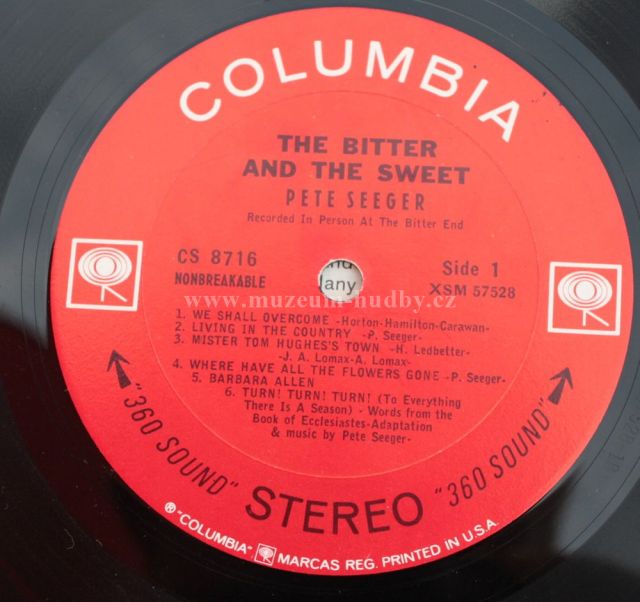 COLUMBIA
THE BITTER
AND THE SWEET
PETE SEEGER
Recorded In Person At The Bitter End
CS 8716
NONBREAKABLE
Side 1
XSM 57528
www.muzeum-hudby.cz
1. WE SHALL OVERCOME -Horton-Hamilton-Carawan-
2. LIVING IN THE COUNTRY -P. Seeger-
3. MISTER TOM HUGHES'S TOWN -H. Ledbetter-
-J. A. Lomax-A. Lomax-
4. WHERE HAVE ALL THE FLOWERS GONE -P. Seeger-
5. BARBARA ALLEN
6. TURN! TURN! TURN! (To Everything
There Is A Season) - Words from the
Book of Ecclesiastes-Adaptation
& music by Pete Seeger-
"360 SOUND" STEREO "360 SOUND"
® "COLUMBIA", MARCAS REG. PRINTED IN U.S.A.